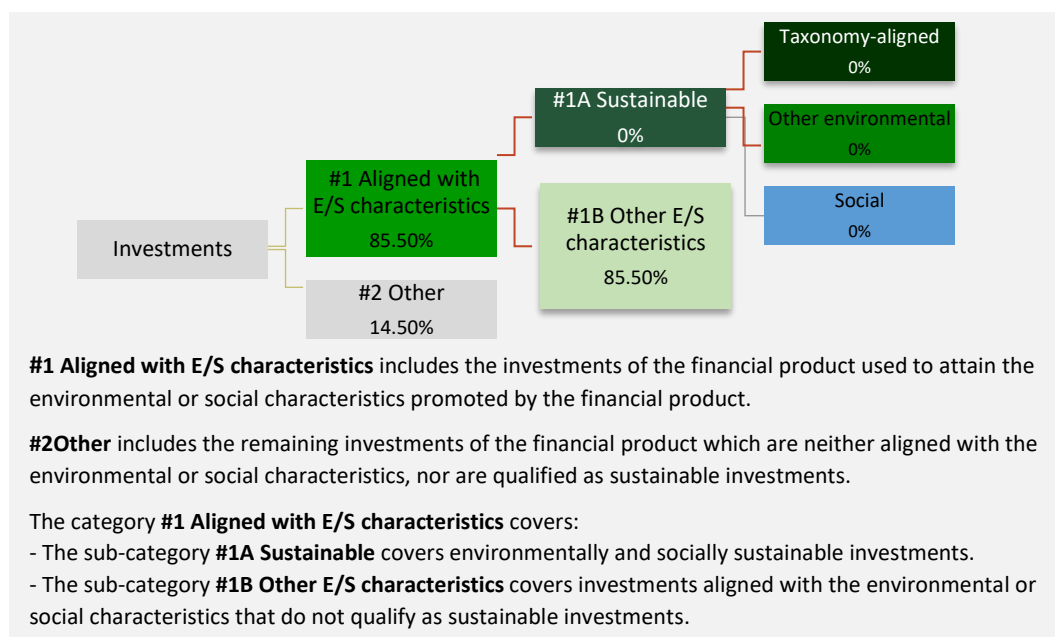 Taxonomy-aligned
0%
#1A Sustainable
0%
Other environmental
0%
#1 Aligned with
E/S characteristics
85.50%
#1B Other E/S
characteristics
85.50%
Social
0%
Investments
#2 Other
14.50%
#1 Aligned with E/S characteristics includes the investments of the financial product used to attain the
environmental or social characteristics promoted by the financial product.
#2Other includes the remaining investments of the financial product which are neither aligned with the
environmental or social characteristics, nor are qualified as sustainable investments.
The category #1 Aligned with E/S characteristics covers:
- The sub-category #1A Sustainable covers environmentally and socially sustainable investments.
- The sub-category #1B Other E/S characteristics covers investments aligned with the environmental or
social characteristics that do not qualify as sustainable investments.